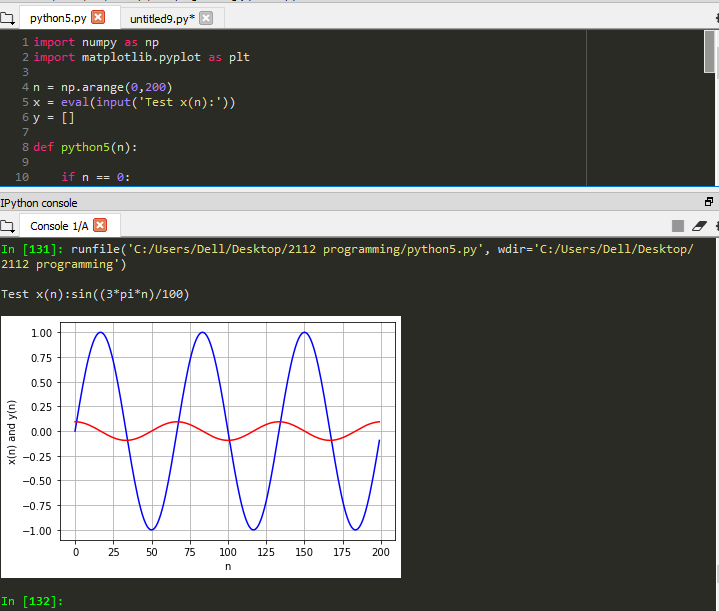 python5.py
untitled9.py*
1 import numpy as np
2 import matplotlib.pyplot as plt
3
4 n = np.arange(0,200)
5 x = eval(input('Test x(n):'))
6 y = []
7
8 def python5(n):
9
10     if n == 0:
IPython console
Console 1/A
In [131]: runfile('C:/Users/Dell/Desktop/2112 programming/python5.py', wdir='C:/Users/Dell/Desktop/
2112 programming')
Test x(n):sin((3*pi*n)/100)
1.00
0.75
0.50
0.25
0.00
−0.25
−0.50
−0.75
−1.00
x(n) and y(n)
0 25 50 75 100 125 150 175 200
n
In [132]: